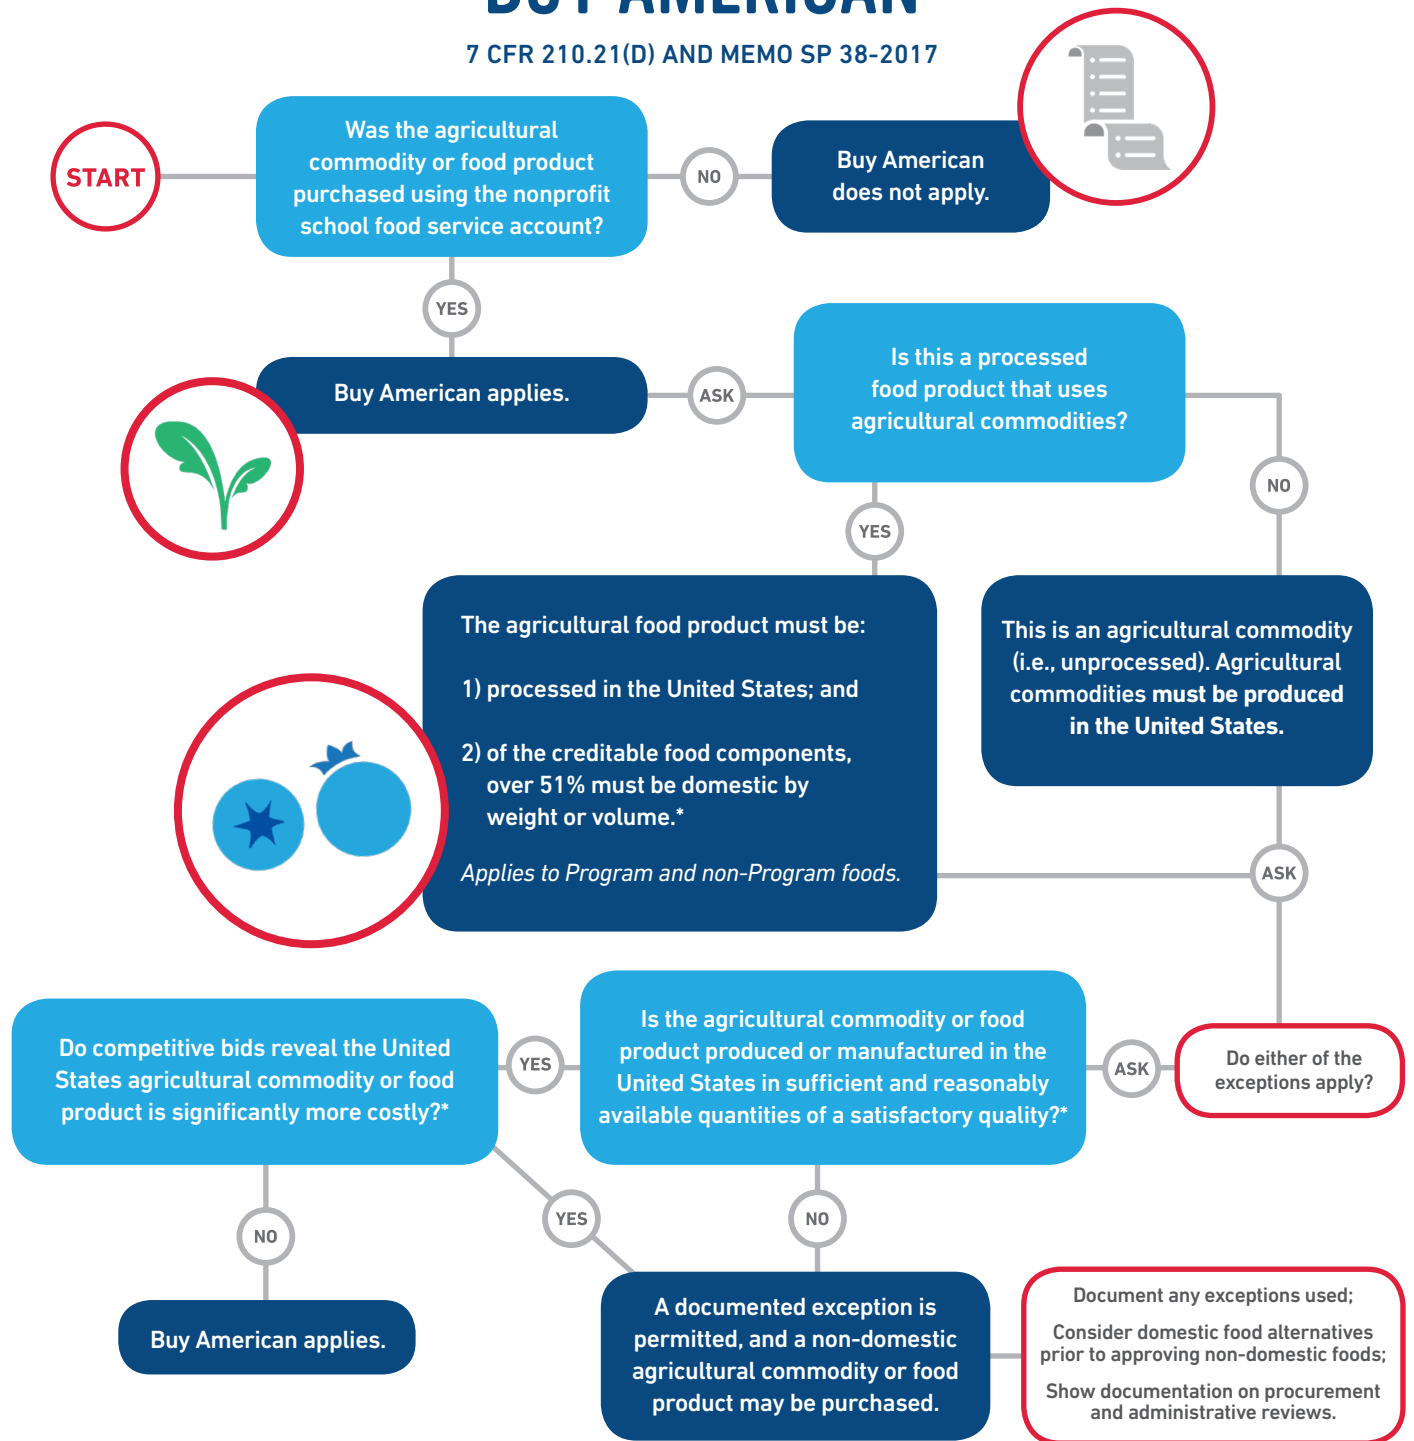 BUY AMERICAN
7 CFR 210.21(D) AND MEMO SP 38-2017
START
Was the agricultural
commodity or food product
purchased using the nonprofit
school food service account?
NO
Buy American
does not apply.
YES
Buy American applies.
ASK
Is this a processed
food product that uses
agricultural commodities?
NO
YES
The agricultural food product must be:
1) processed in the United States; and
2) of the creditable food components,
over 51% must be domestic by
weight or volume.*
Applies to Program and non-Program foods.
This is an agricultural commodity
(i.e., unprocessed). Agricultural
commodities must be produced
in the United States.
ASK
Do either of the
exceptions apply?
ASK
Is the agricultural commodity or food
product produced or manufactured in the
United States in sufficient and reasonably
available quantities of a satisfactory quality?*
YES
Do competitive bids reveal the United
States agricultural commodity or food
product is significantly more costly?*
NO
YES
NO
Buy American applies.
A documented exception is
permitted, and a non-domestic
agricultural commodity or food
product may be purchased.
Document any exceptions used;
Consider domestic food alternatives
prior to approving non-domestic foods;
Show documentation on procurement
and administrative reviews.